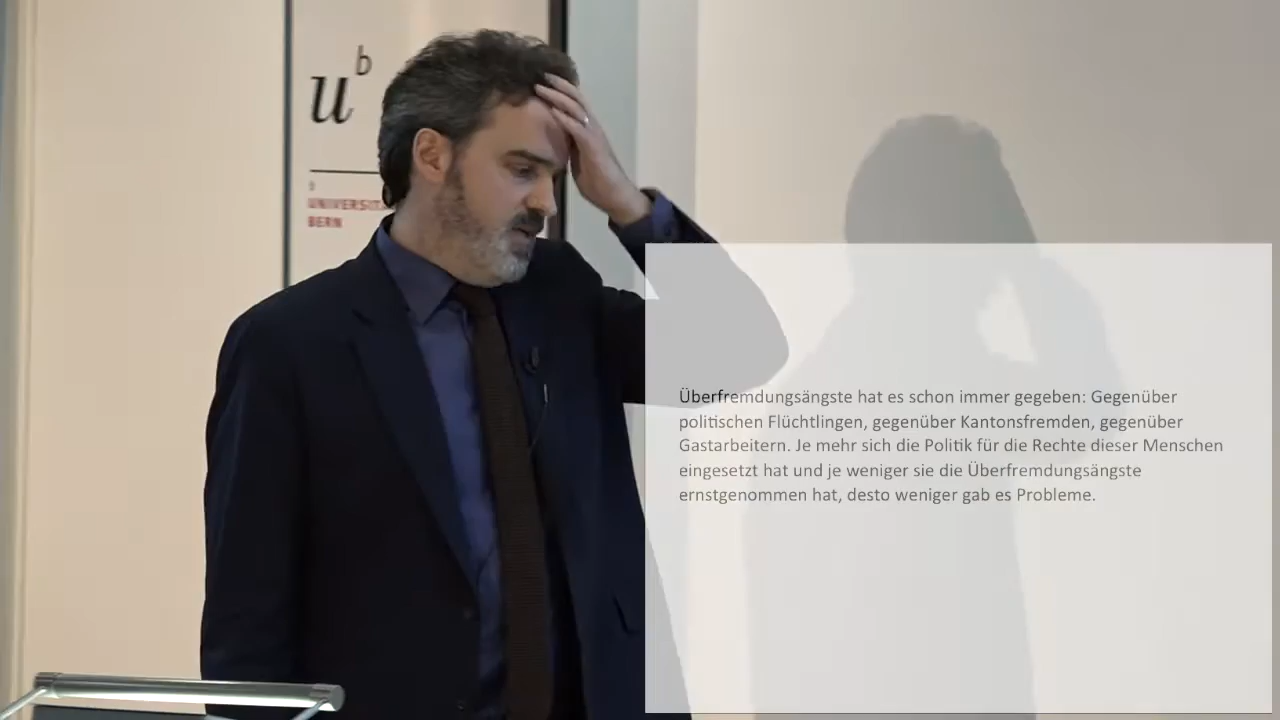 u^b
b
UNIVERSITÄ
BERN
Überfremdungsängste hat es schon immer gegeben: Gegenüber
politischen Flüchtlingen, gegenüber Kantonsfremden, gegenüber
Gastarbeitern. Je mehr sich die Politik für die Rechte dieser Menschen
eingesetzt hat und je weniger sie die Überfremdungsängste
ernstgenommen hat, desto weniger gab es Probleme.